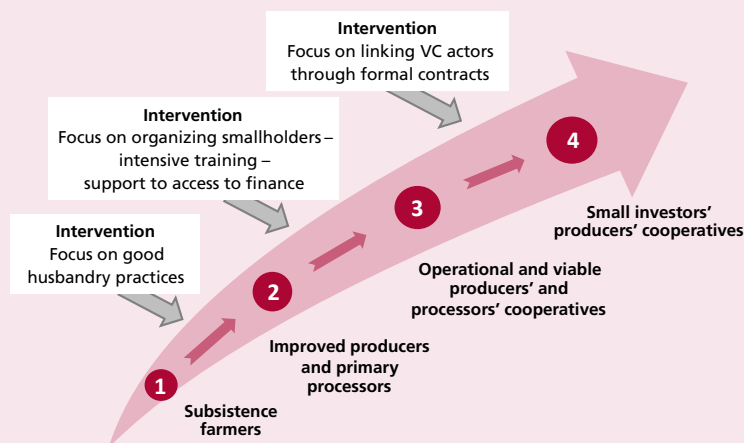 Intervention
Focus on linking VC actors
through formal contracts
Intervention
Focus on organizing smallholders –
intensive training –
support to access to finance
Intervention
Focus on good
husbandry practices
4
Small investors’
producers’ cooperatives
3
Operational and viable
producers’ and
processors’ cooperatives
2
Improved producers
and primary
processors
1
Subsistence
farmers